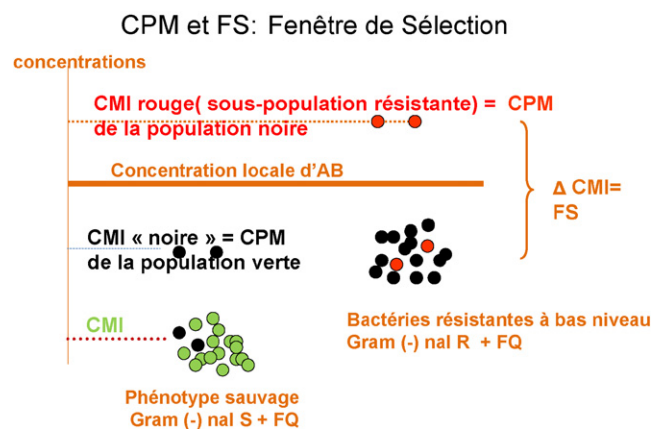 CPM et FS: Fenêtre de Sélection
concentrations
CMI rouge( sous-population résistante) = CPM
de la population noire
Concentration locale d'AB
Δ CMI=
FS
CMI « noire » = CPM
de la population verte
CMI
Bactéries résistantes à bas niveau
Gram (-) nal R + FQ
Phénotype sauvage
Gram (-) nal S + FQ